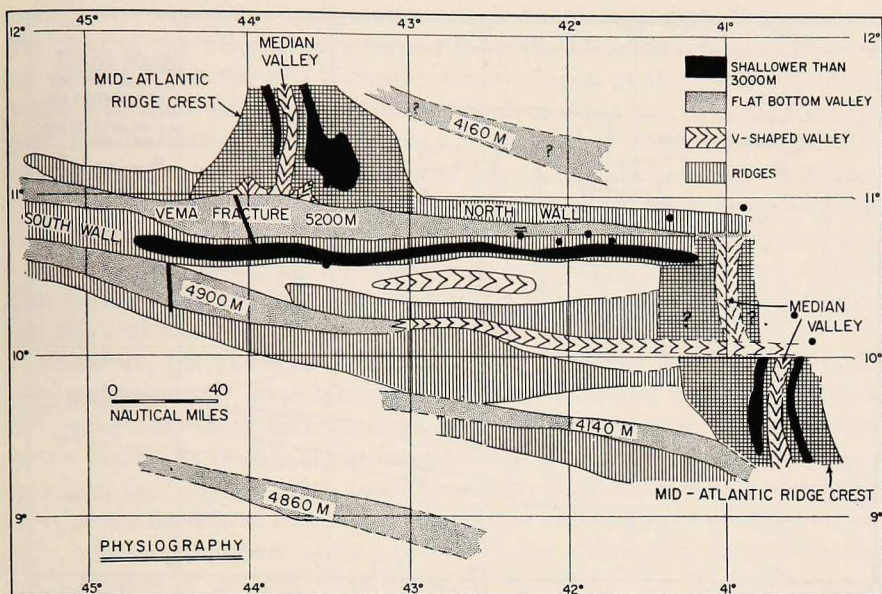 45° 44° 43° 42° 41°
12° 12°
MEDIAN
VALLEY
MID-ATLANTIC
RIDGE CREST
SHALLOWER THAN
3000M
FLAT BOTTOM VALLEY
V-SHAPED VALLEY
RIDGES
?
4160 M
?
11° 11°
VEMA FRACTURE 5200M
NORTH WALL
SOUTH WALL
4900 M
? ?
MEDIAN
VALLEY
10° 10°
0 40
NAUTICAL MILES
4140 M
4860 M
MID-ATLANTIC RIDGE CREST
9° 9°
PHYSIOGRAPHY
45° 44° 43° 42° 41°